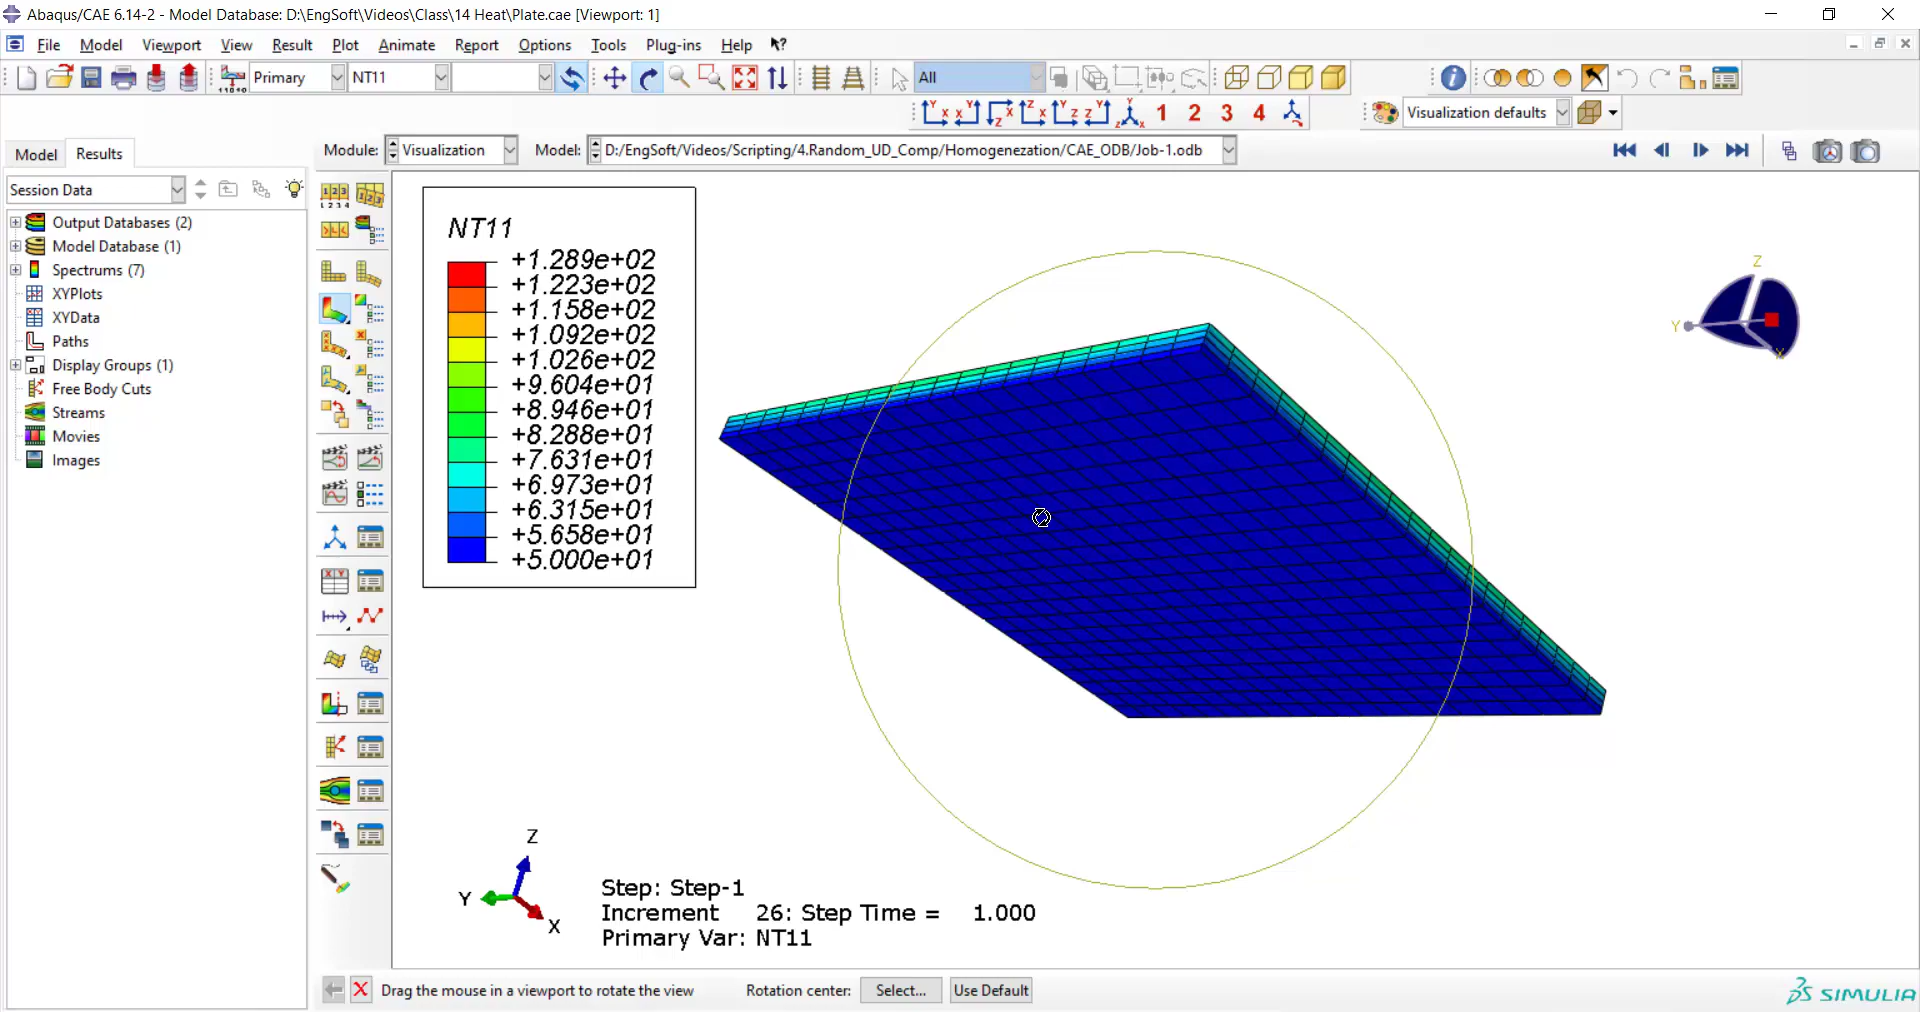 Abaqus/CAE 6.14-2 - Model Database: D:\EngSoft\Videos\Class\14 Heat\Plate.cae [Viewport: 1]
File Model Viewport View Result Plot Animate Report Options Tools Plug-ins Help
Primary NT11 All
1 2 3 4 Visualization defaults
Model Results
Module: Visualization Model: D:/EngSoft/Videos/Scripting/4.Random_UD_Comp/Homogenezation/CAE_ODB/Job-1.odb
Session Data
Output Databases (2)
Model Database (1)
Spectrums (7)
XYPlots
XYData
Paths
Display Groups (1)
Free Body Cuts
Streams
Movies
Images
NT11
+1.289e+02
+1.223e+02
+1.158e+02
+1.092e+02
+1.026e+02
+9.604e+01
+8.946e+01
+8.288e+01
+7.631e+01
+6.973e+01
+6.315e+01
+5.658e+01
+5.000e+01
Z
Y
X
Z
Y
X
Step: Step-1
Increment 26: Step Time = 1.000
Primary Var: NT11
Drag the mouse in a viewport to rotate the view Rotation center: Select... Use Default
SIMULIA